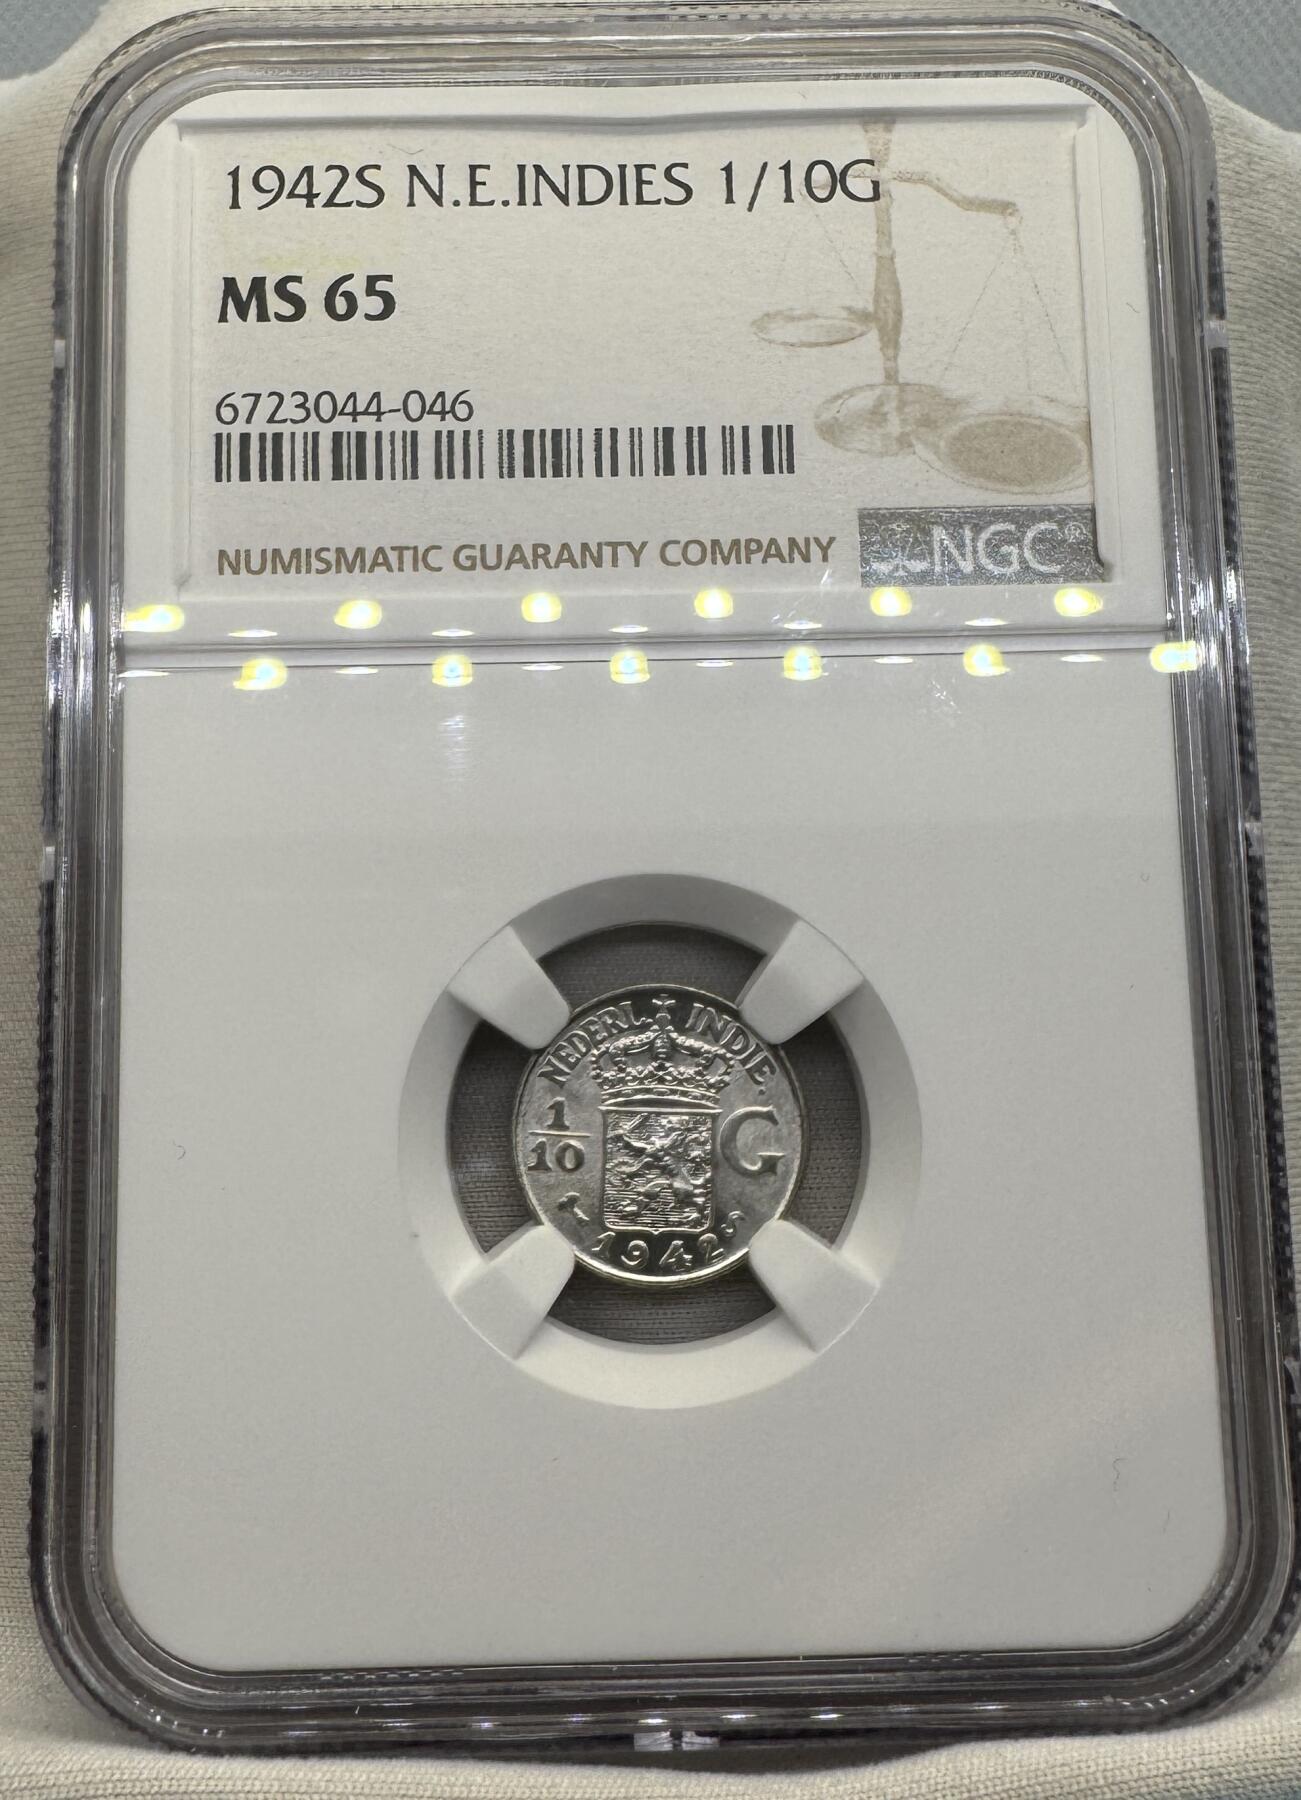 1942S N.E.INDIES 1/10G
MS 65
6723044-046
NUMISMATIC GUARANTY COMPANY NGC®
NEDERL. INDIE.
1/10 G
S
1942